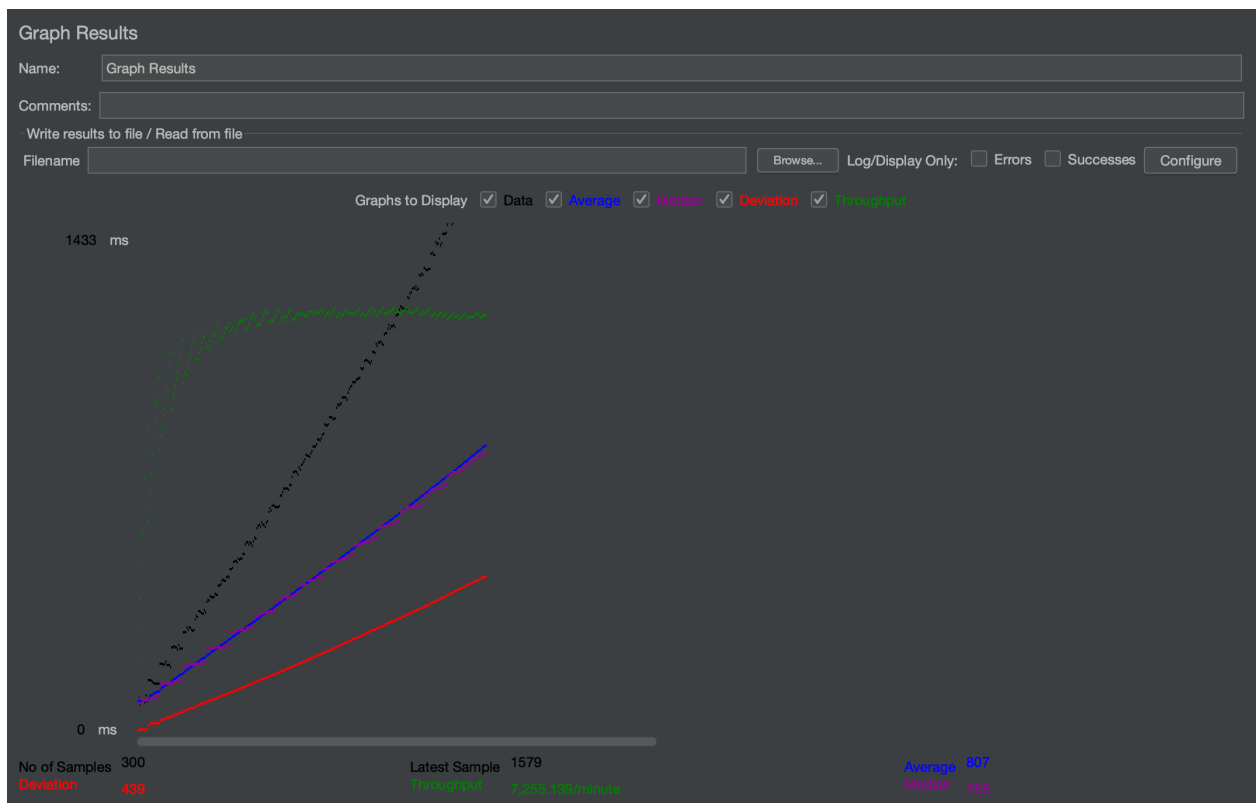 Graph Results
Name: Graph Results
Comments:
Write results to file / Read from file
Filename Browse... Log/Display Only: Errors Successes Configure
Graphs to Display Data Average Median Deviation Throughput
1433 ms
0 ms
No of Samples 300 Latest Sample 1579 Average 807
Deviation 439 Throughput 7,255.139/minute Median